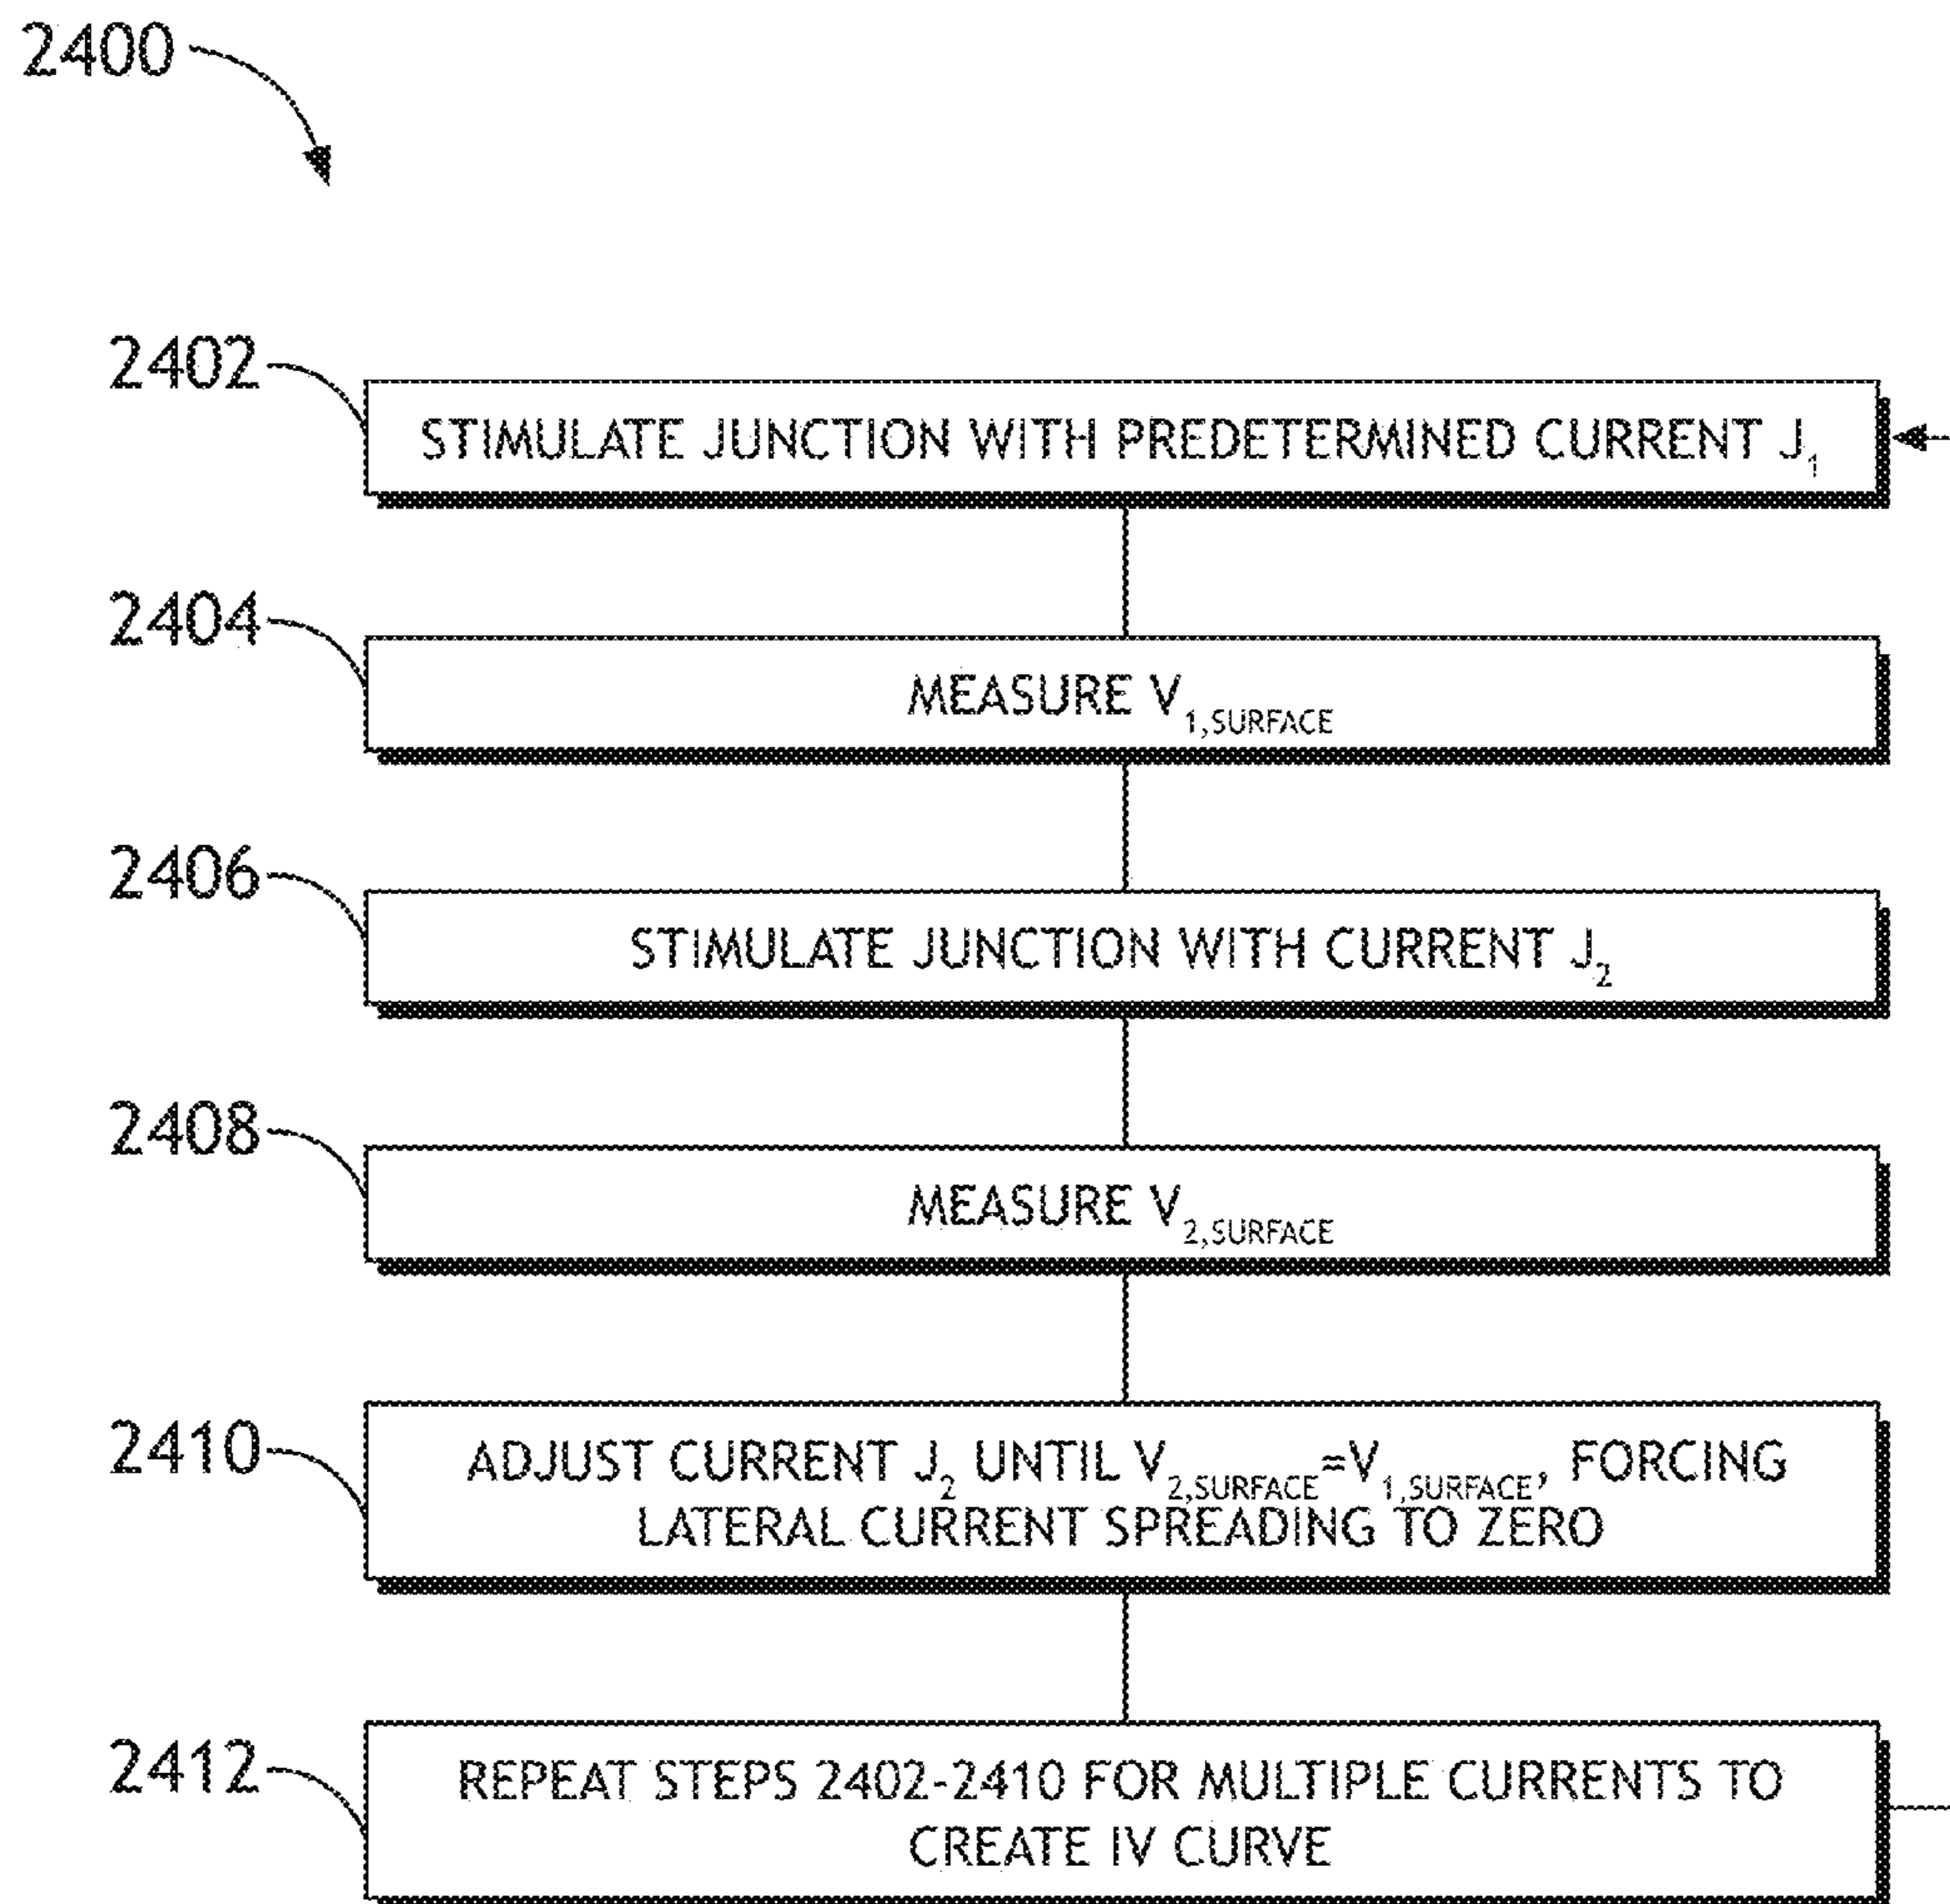 2400
2402
STIMULATE JUNCTION WITH PREDETERMINED CURRENT J1
2404
MEASURE V1,SURFACE
2406
STIMULATE JUNCTION WITH CURRENT J2
2408
MEASURE V2,SURFACE
2410
ADJUST CURRENT J2 UNTIL V2,SURFACE=V1,SURFACE, FORCING
LATERAL CURRENT SPREADING TO ZERO
2412
REPEAT STEPS 2402-2410 FOR MULTIPLE CURRENTS TO
CREATE IV CURVE